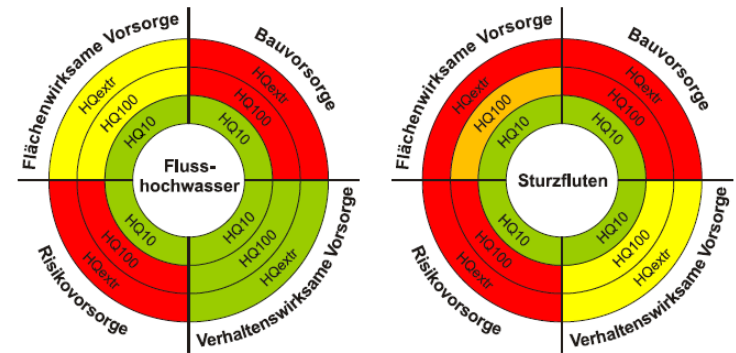 Flächenwirksame Vorsorge
HQextr
HQ100
HQ10
Bauvorsorge
HQextr
HQ100
HQ10
Fluss-
hochwasser
Risikovorsorge
HQextr
HQ100
HQ10
Verhaltenswirksame Vorsorge
HQextr
HQ100
HQ10
Flächenwirksame Vorsorge
HQextr
HQ100
HQ10
Bauvorsorge
HQextr
HQ100
HQ10
Sturzfluten
Risikovorsorge
HQextr
HQ100
HQ10
Verhaltenswirksame Vorsorge
HQextr
HQ100
HQ10